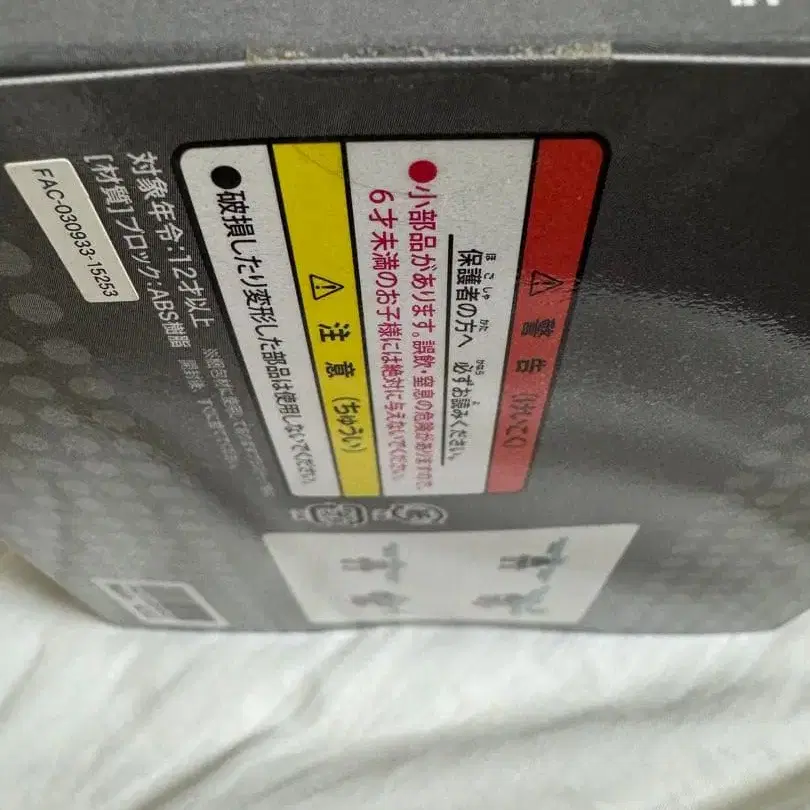 警告(けいこく)
保護者の方へ 必ずお読みください。
●小部品があります。誤飲・窒息の危険がありますので、
6才未満のお子様には絶対に与えないでください
注意(ちゅうい)
●破損したり変形した部品は使用しないでください。
対象年令:12才以上
[材質]ブロック:ABS樹脂
FAC-030933-15253